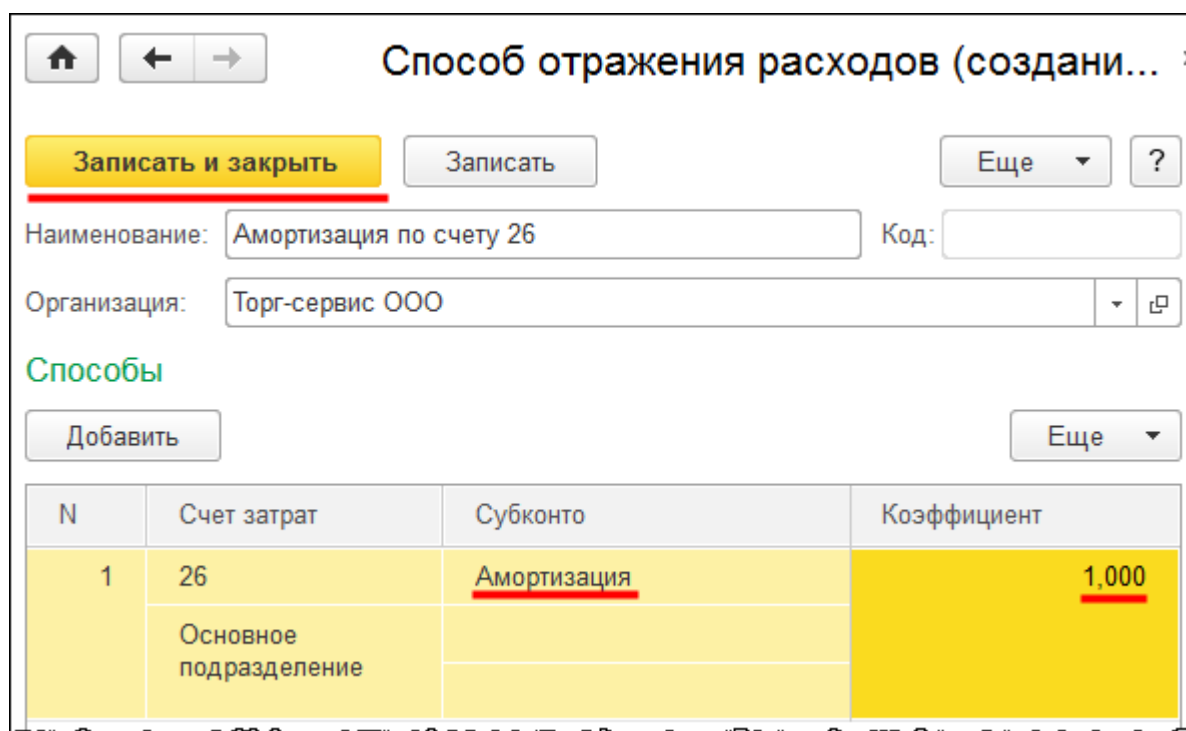 Способ отражения расходов (создани...
Записать и закрыть Записать Еще ?
Наименование: Амортизация по счету 26 Код:
Организация: Торг-сервис ООО
Способы
Добавить Еще
N Счет затрат Субконто Коэффициент
1 26 Амортизация 1,000
Основное
подразделение